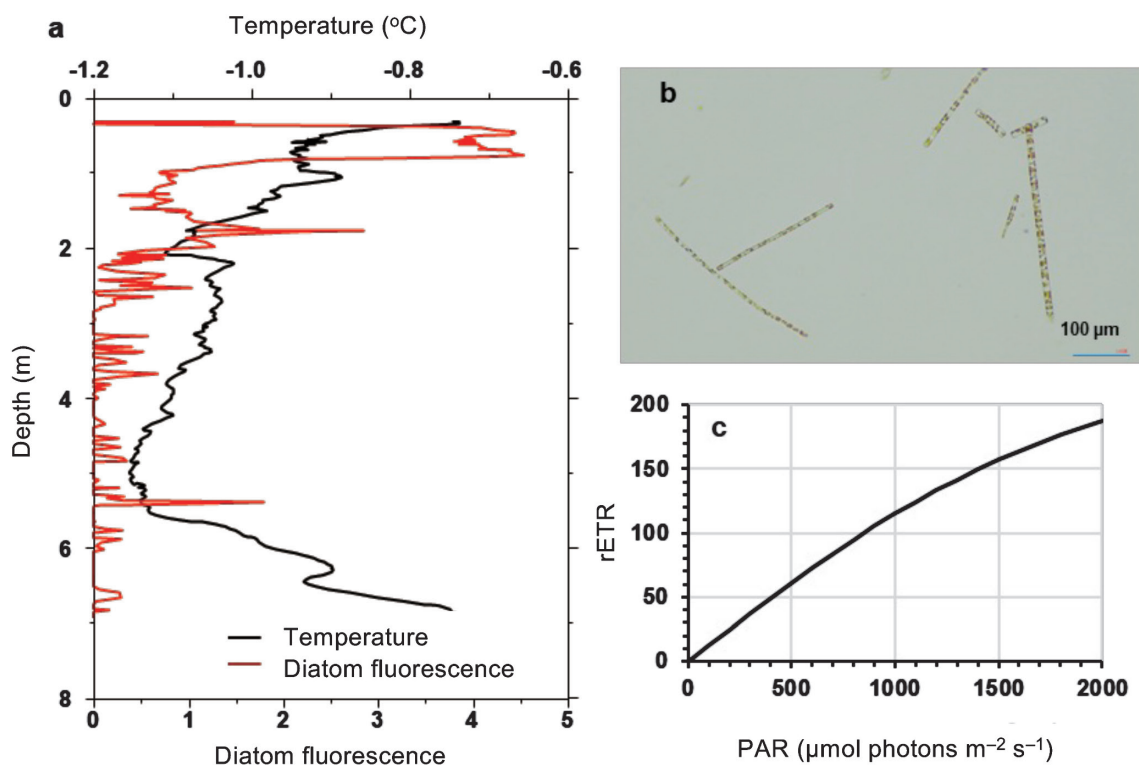 a
Temperature (°C)
-1.2 -1.0 -0.8 -0.6
0
2
4
6
8
Depth (m)
Temperature
Diatom fluorescence
0 1 2 3 4 5
Diatom fluorescence
b
100 µm
c
200
150
100
50
0
rETR
0 500 1000 1500 2000
PAR (µmol photons m⁻² s⁻¹)